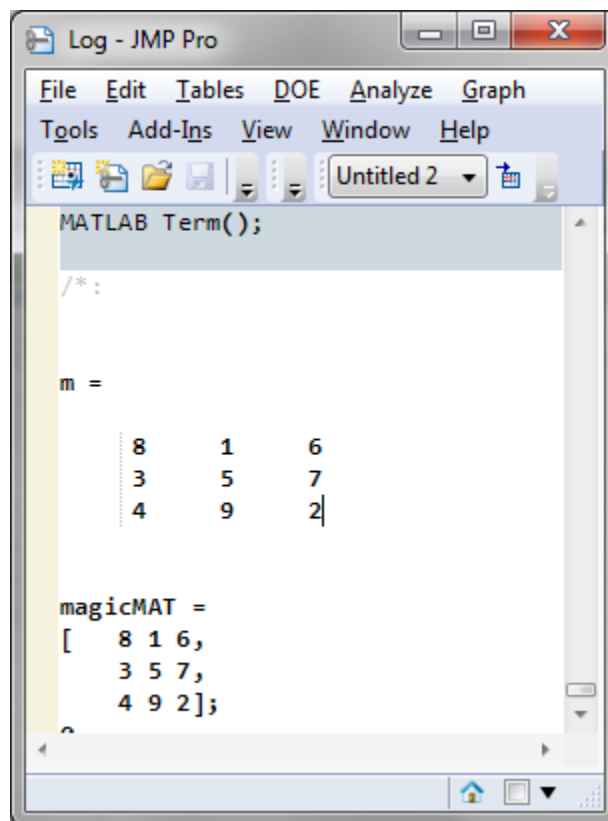 Log - JMP Pro
File Edit Tables DOE Analyze Graph
Tools Add-Ins View Window Help
Untitled 2
MATLAB Term();
/*:
m =
8 1 6
3 5 7
4 9 2
magicMAT =
[ 8 1 6,
3 5 7,
4 9 2];